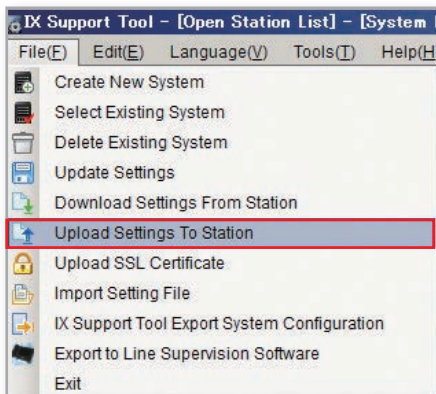 IX Support Tool - [Open Station List] - [System
File(F) Edit(E) Language(V) Tools(T) Help(H
Create New System
Select Existing System
Delete Existing System
Update Settings
Download Settings From Station
Upload Settings To Station
Upload SSL Certificate
Import Setting File
IX Support Tool Export System Configuration
Export to Line Supervision Software
Exit